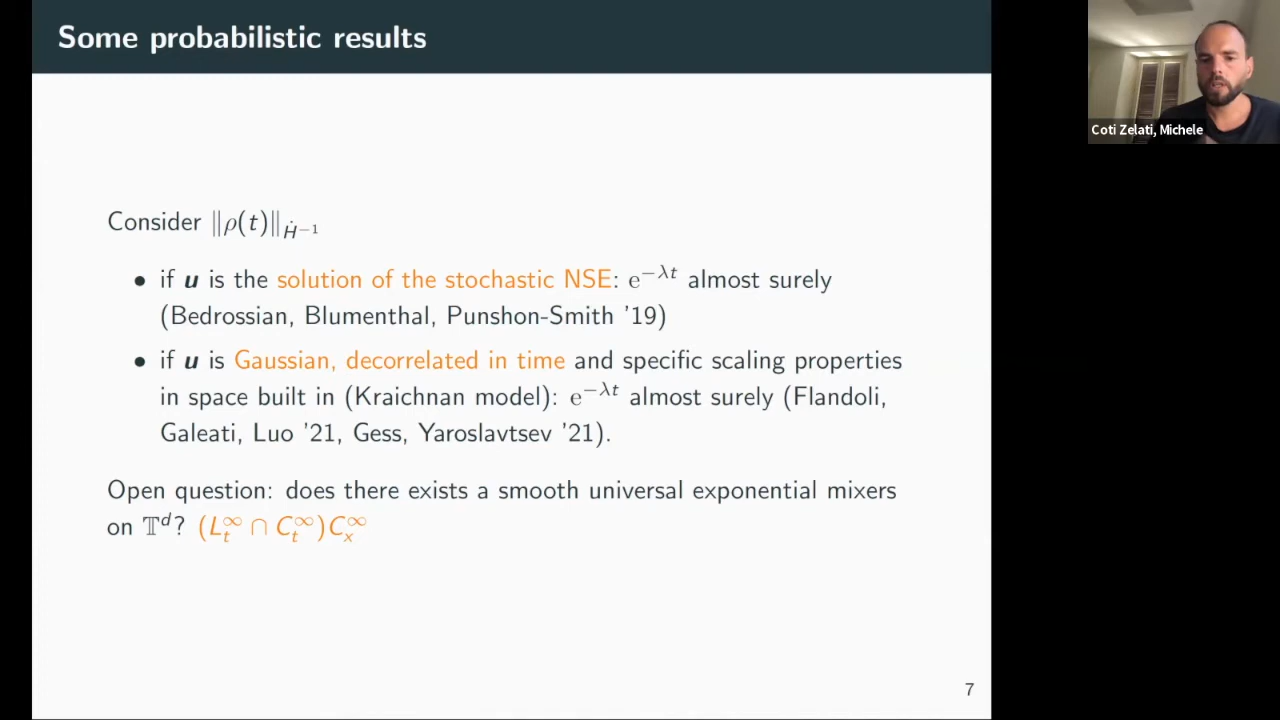 Some probabilistic results
Coti Zelati, Michele
Consider ‖ρ(t)‖_{Ḣ^{−1}}
• if u is the solution of the stochastic NSE: e^{−λt} almost surely
(Bedrossian, Blumenthal, Punshon-Smith '19)
• if u is Gaussian, decorrelated in time and specific scaling properties
in space built in (Kraichnan model): e^{−λt} almost surely (Flandoli,
Galeati, Luo '21, Gess, Yaroslavtsev '21).
Open question: does there exists a smooth universal exponential mixers
on 𝕋^d? (L_t^∞ ∩ C_t^∞)C_x^∞
7